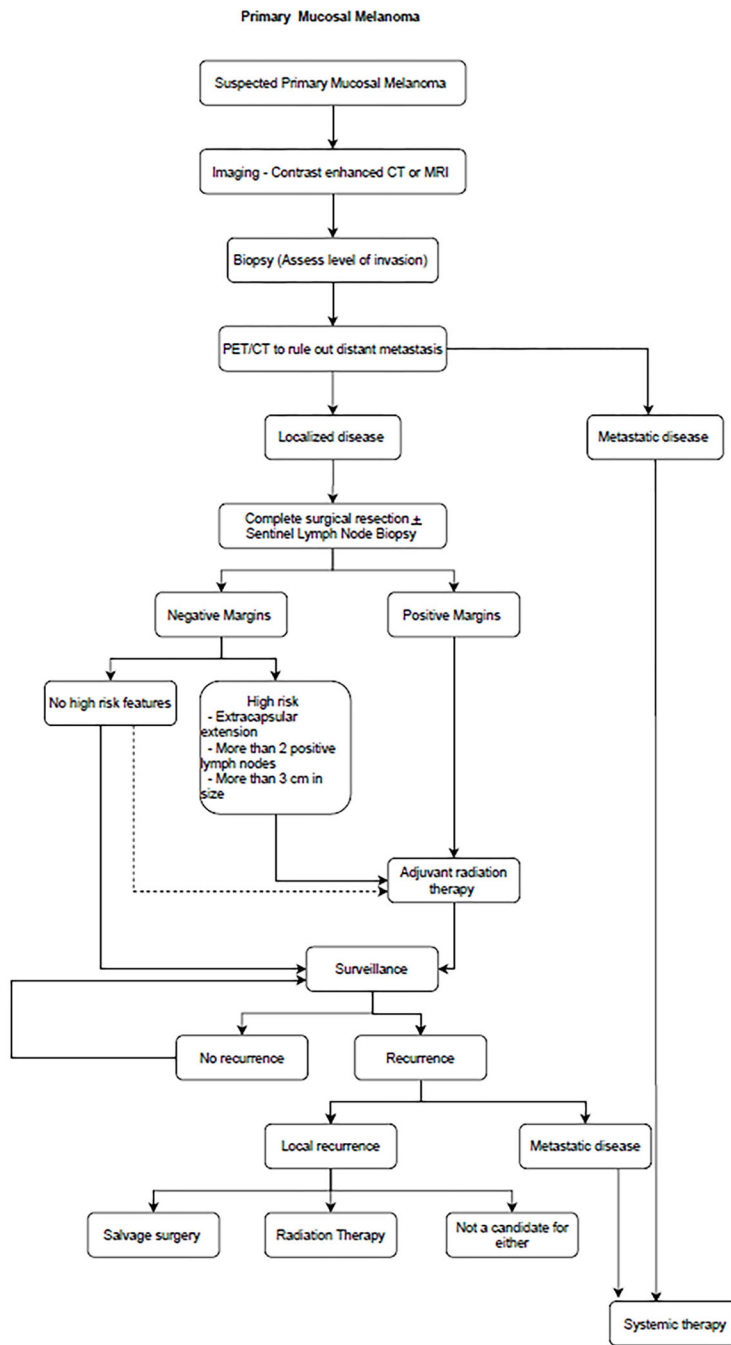 Primary Mucosal Melanoma
Suspected Primary Mucosal Melanoma
Imaging - Contrast enhanced CT or MRI
Biopsy (Assess level of invasion)
PET/CT to rule out distant metastasis
Localized disease
Metastatic disease
Complete surgical resection ±
Sentinel Lymph Node Biopsy
Negative Margins
Positive Margins
No high risk features
High risk
- Extracapsular
extension
- More than 2 positive
lymph nodes
- More than 3 cm in
size
Adjuvant radiation
therapy
Surveillance
No recurrence
Recurrence
Local recurrence
Metastatic disease
Salvage surgery
Radiation Therapy
Not a candidate for
either
Systemic therapy